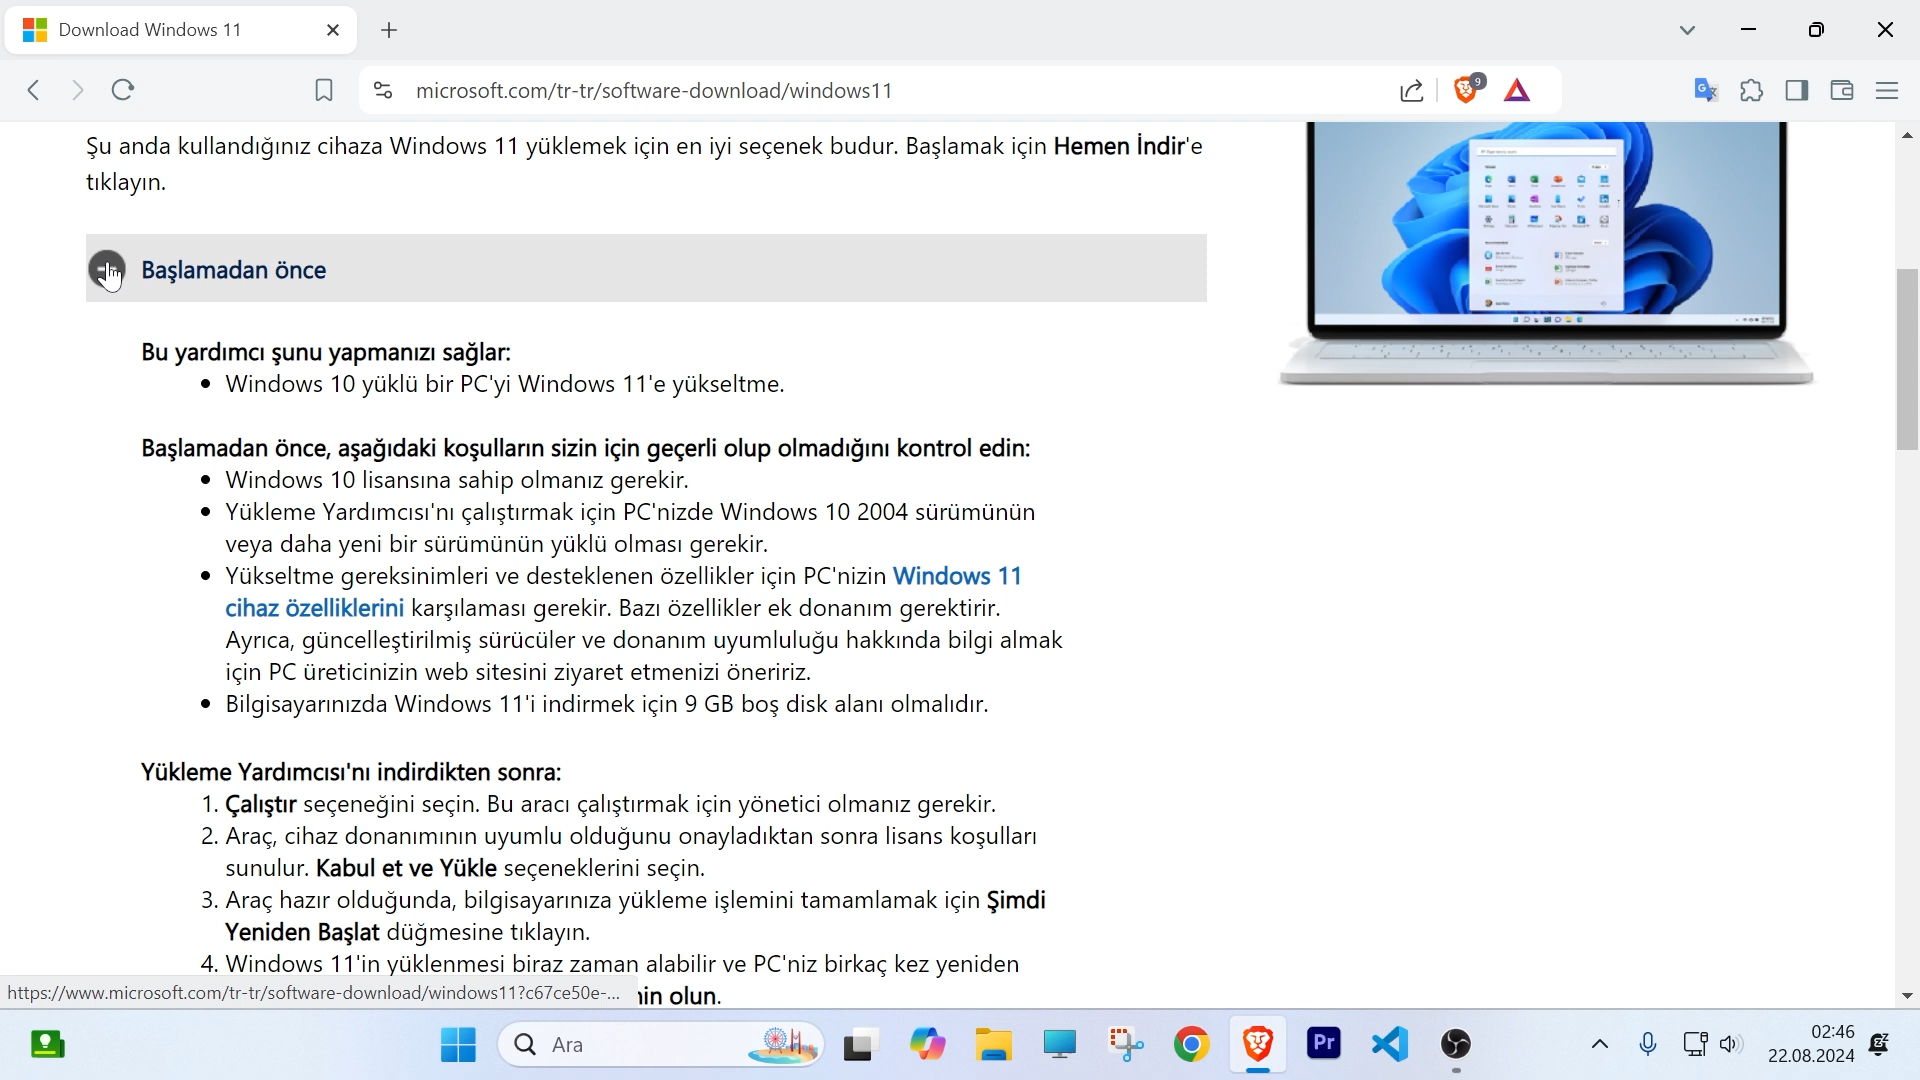 Download Windows 11
microsoft.com/tr-tr/software-download/windows11
9
Şu anda kullandığınız cihaza Windows 11 yüklemek için en iyi seçenek budur. Başlamak için Hemen İndir'e
tıklayın.
Başlamadan önce
Bu yardımcı şunu yapmanızı sağlar:
• Windows 10 yüklü bir PC'yi Windows 11'e yükseltme.
Başlamadan önce, aşağıdaki koşulların sizin için geçerli olup olmadığını kontrol edin:
• Windows 10 lisansına sahip olmanız gerekir.
• Yükleme Yardımcısı'nı çalıştırmak için PC'nizde Windows 10 2004 sürümünün
veya daha yeni bir sürümünün yüklü olması gerekir.
• Yükseltme gereksinimleri ve desteklenen özellikler için PC'nizin Windows 11
cihaz özelliklerini karşılaması gerekir. Bazı özellikler ek donanım gerektirir.
Ayrıca, güncelleştirilmiş sürücüler ve donanım uyumluluğu hakkında bilgi almak
için PC üreticinizin web sitesini ziyaret etmenizi öneririz.
• Bilgisayarınızda Windows 11'i indirmek için 9 GB boş disk alanı olmalıdır.
Yükleme Yardımcısı'nı indirdikten sonra:
1. Çalıştır seçeneğini seçin. Bu aracı çalıştırmak için yönetici olmanız gerekir.
2. Araç, cihaz donanımının uyumlu olduğunu onayladıktan sonra lisans koşulları
sunulur. Kabul et ve Yükle seçeneklerini seçin.
3. Araç hazır olduğunda, bilgisayarınıza yükleme işlemini tamamlamak için Şimdi
Yeniden Başlat düğmesine tıklayın.
4. Windows 11'in yüklenmesi biraz zaman alabilir ve PC'niz birkaç kez yeniden
olun.
https://www.microsoft.com/tr-tr/software-download/windows11?c67ce50e-...
Ara
Pr
02:46
22.08.2024